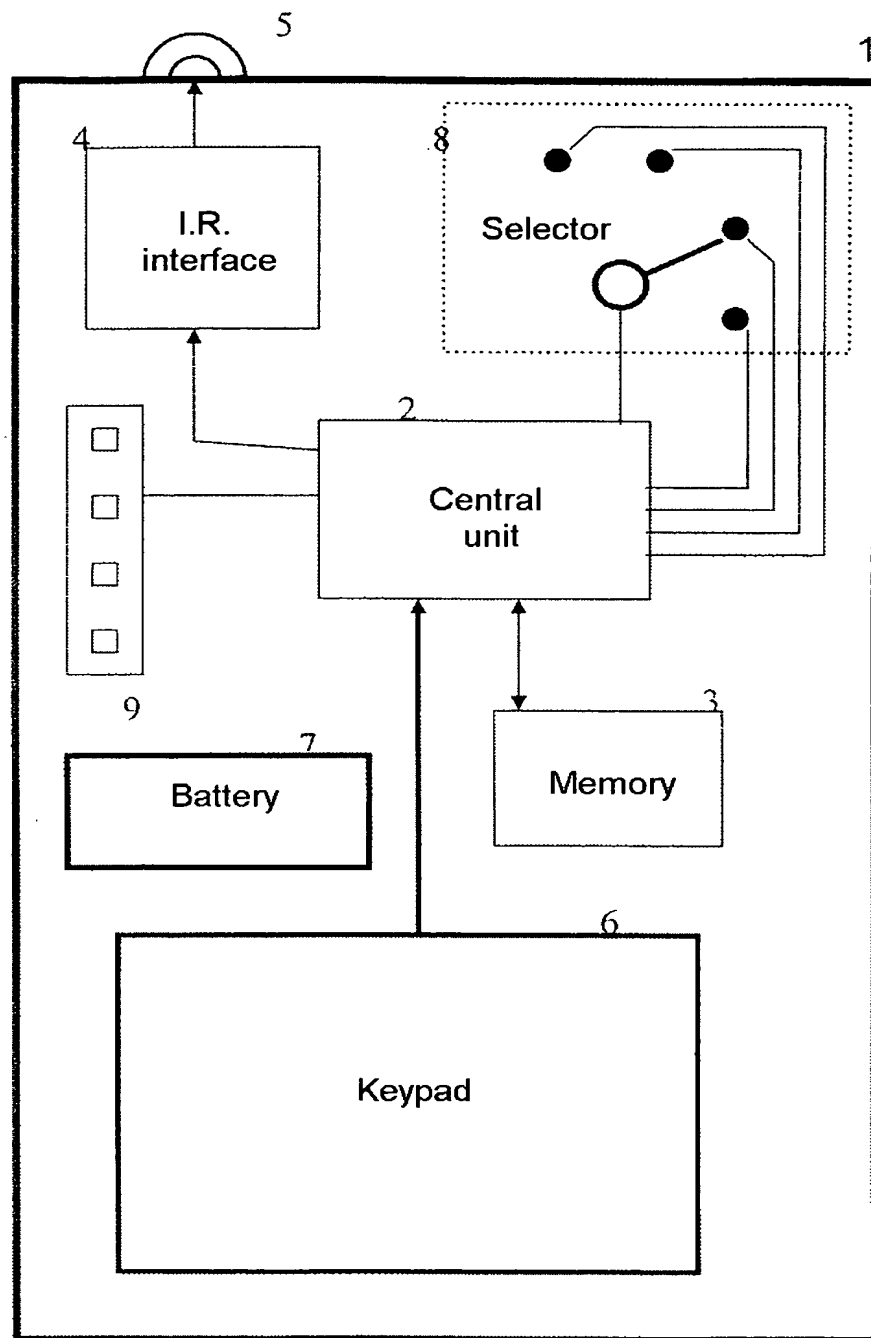 5
1
4
I.R.
interface
8
Selector
2
Central
unit
9
7
Battery
3
Memory
6
Keypad